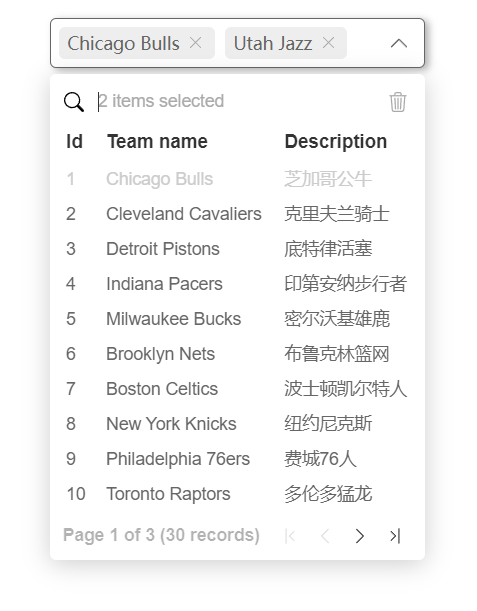 Chicago Bulls Utah Jazz
2 items selected
Id Team name Description
1 Chicago Bulls 芝加哥公牛
2 Cleveland Cavaliers 克里夫兰骑士
3 Detroit Pistons 底特律活塞
4 Indiana Pacers 印第安纳步行者
5 Milwaukee Bucks 密尔沃基雄鹿
6 Brooklyn Nets 布鲁克林篮网
7 Boston Celtics 波士顿凯尔特人
8 New York Knicks 纽约尼克斯
9 Philadelphia 76ers 费城76人
10 Toronto Raptors 多伦多猛龙
Page 1 of 3 (30 records)